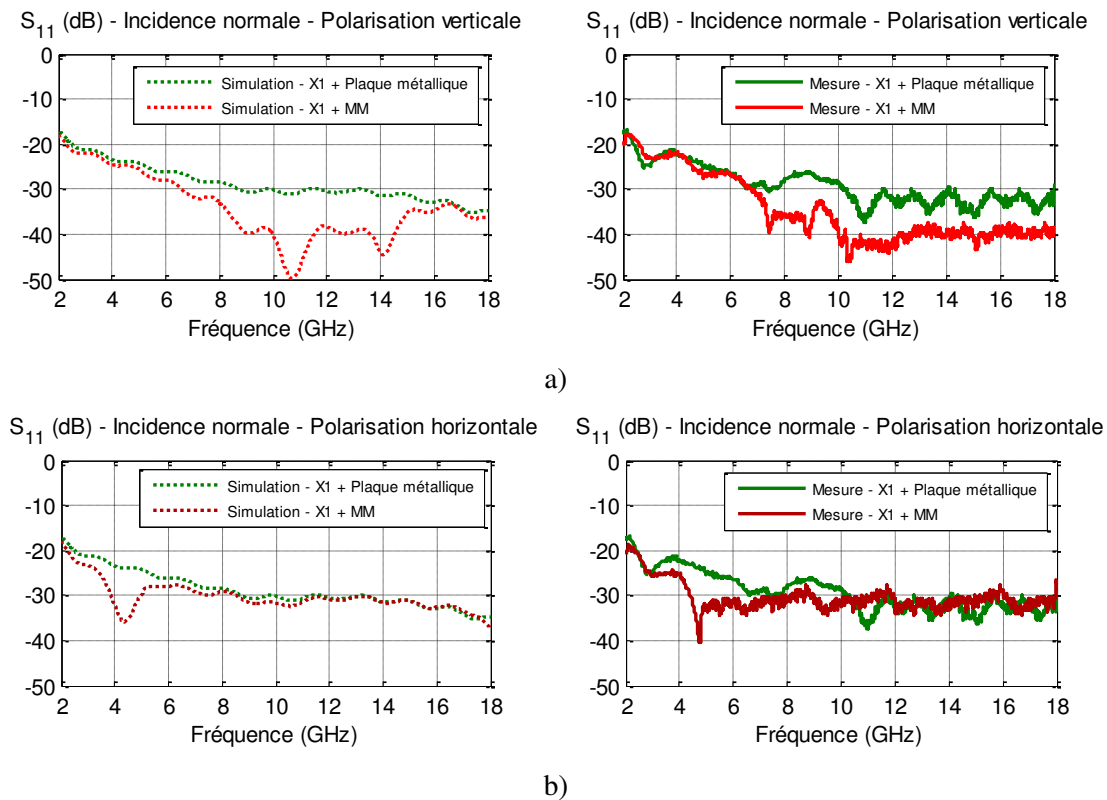 S11 (dB) - Incidence normale - Polarisation verticale
0
-10
-20
-30
-40
-50
2 4 6 8 10 12 14 16 18
Fréquence (GHz)
Simulation - X1 + Plaque métallique
Simulation - X1 + MM
S11 (dB) - Incidence normale - Polarisation verticale
0
-10
-20
-30
-40
-50
2 4 6 8 10 12 14 16 18
Fréquence (GHz)
Mesure - X1 + Plaque métallique
Mesure - X1 + MM
a)
S11 (dB) - Incidence normale - Polarisation horizontale
0
-10
-20
-30
-40
-50
2 4 6 8 10 12 14 16 18
Fréquence (GHz)
Simulation - X1 + Plaque métallique
Simulation - X1 + MM
S11 (dB) - Incidence normale - Polarisation horizontale
0
-10
-20
-30
-40
-50
2 4 6 8 10 12 14 16 18
Fréquence (GHz)
Mesure - X1 + Plaque métallique
Mesure - X1 + MM
b)